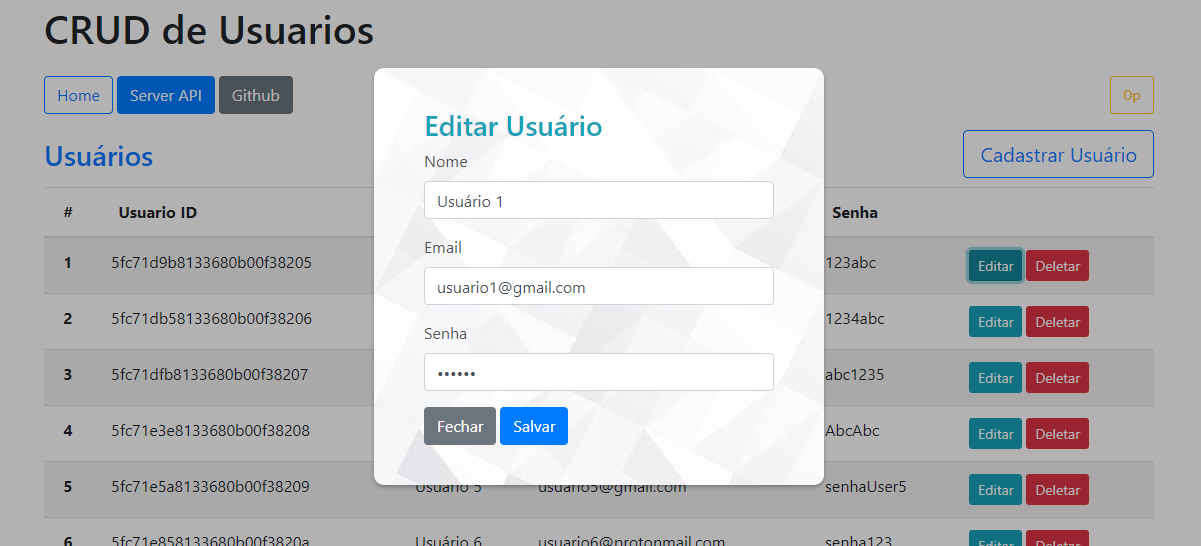 CRUD de Usuarios
Home Server API Github Op
Usuários Cadastrar Usuário
# Usuario ID Senha
1 5fc71d9b8133680b00f38205 123abc Editar Deletar
2 5fc71db58133680b00f38206 1234abc Editar Deletar
3 5fc71dfb8133680b00f38207 abc1235 Editar Deletar
4 5fc71e3e8133680b00f38208 AbcAbc Editar Deletar
5 5fc71e5a8133680b00f38209 Usuário 5 usuario5@gmail.com senhaUser5 Editar Deletar
6 5fc71e858133680b00f3820a Usuário 6 usuario6@protonmail.com senha123 Editar Deletar
Editar Usuário
Nome
Usuário 1
Email
usuario1@gmail.com
Senha
••••••
Fechar Salvar